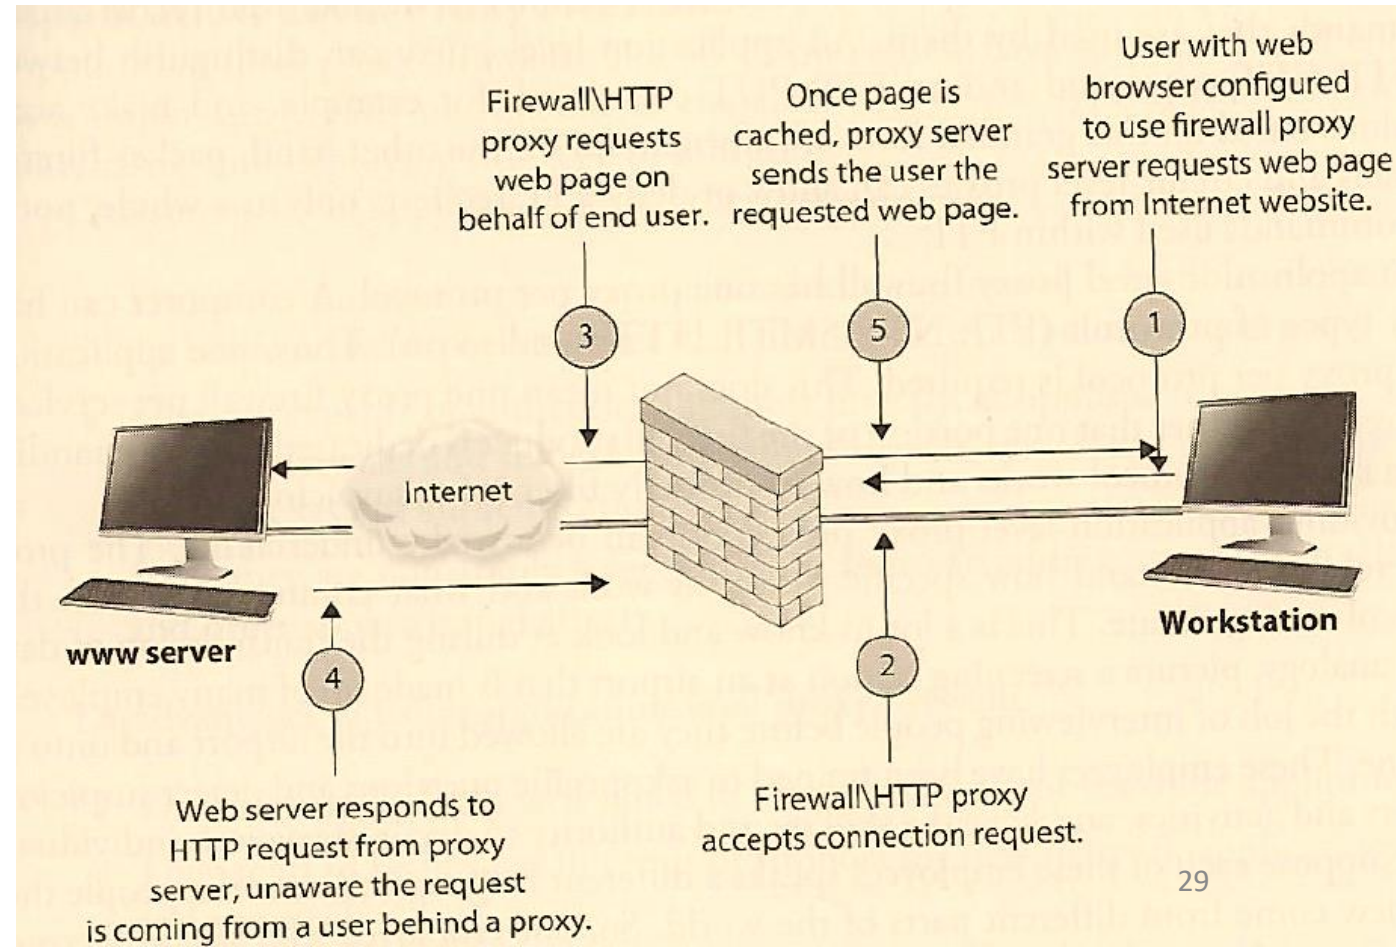 User with web
browser configured
to use firewall proxy
server requests web page
from Internet website.
Once page is
cached, proxy server
sends the user the
requested web page.
Firewall\HTTP
proxy requests
web page on
behalf of end user.
3
5
1
Internet
www server
Workstation
4
2
Web server responds to
HTTP request from proxy
server, unaware the request
is coming from a user behind a proxy.
Firewall\HTTP proxy
accepts connection request.
29